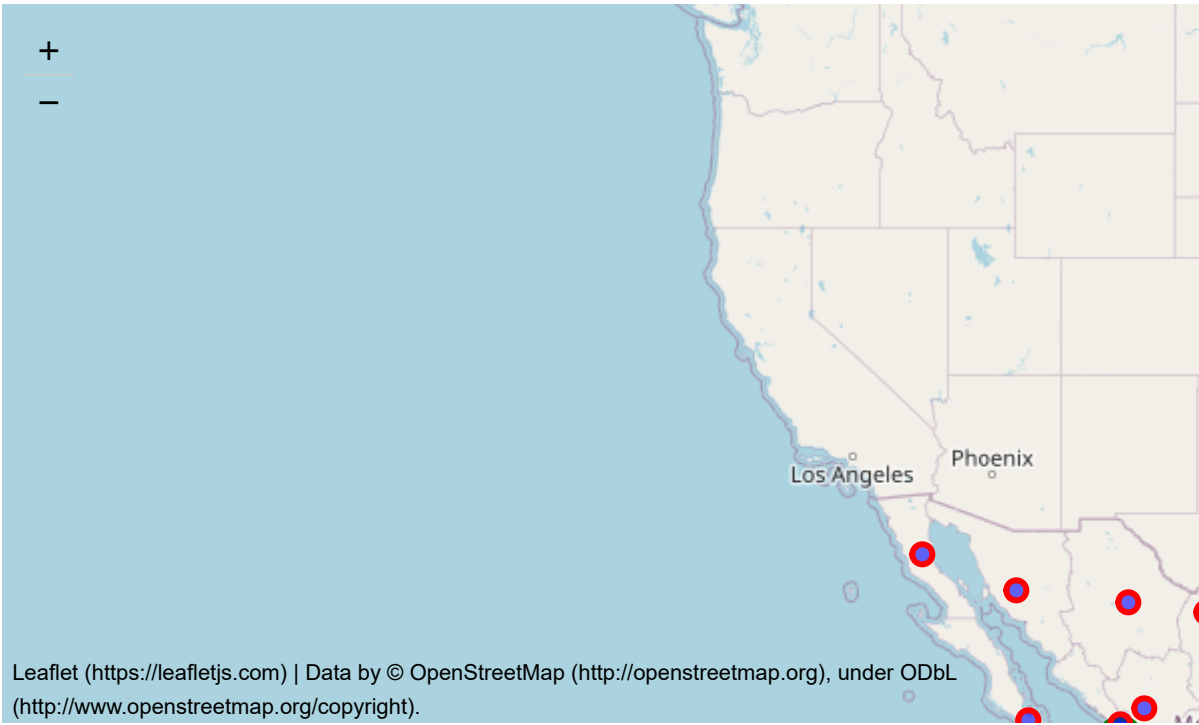 +
−
Los Angeles
Phoenix
Leaflet (https://leafletjs.com) | Data by © OpenStreetMap (http://openstreetmap.org), under ODbL
(http://www.openstreetmap.org/copyright).